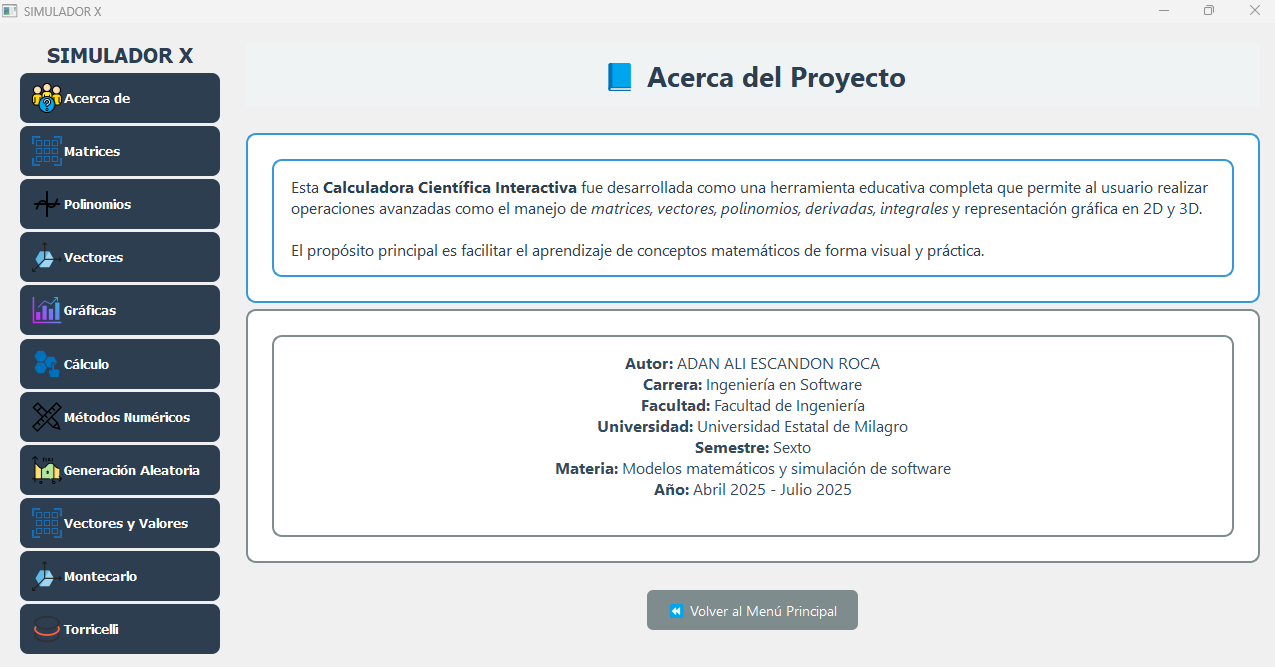 SIMULADOR X
SIMULADOR X
Acerca de
Matrices
Polinomios
Vectores
Gráficas
Cálculo
Métodos Numéricos
Generación Aleatoria
Vectores y Valores
Montecarlo
Torricelli
Acerca del Proyecto
Esta Calculadora Científica Interactiva fue desarrollada como una herramienta educativa completa que permite al usuario realizar
operaciones avanzadas como el manejo de matrices, vectores, polinomios, derivadas, integrales y representación gráfica en 2D y 3D.
El propósito principal es facilitar el aprendizaje de conceptos matemáticos de forma visual y práctica.
Autor: ADAN ALI ESCANDON ROCA
Carrera: Ingeniería en Software
Facultad: Facultad de Ingeniería
Universidad: Universidad Estatal de Milagro
Semestre: Sexto
Materia: Modelos matemáticos y simulación de software
Año: Abril 2025 - Julio 2025
Volver al Menú Principal